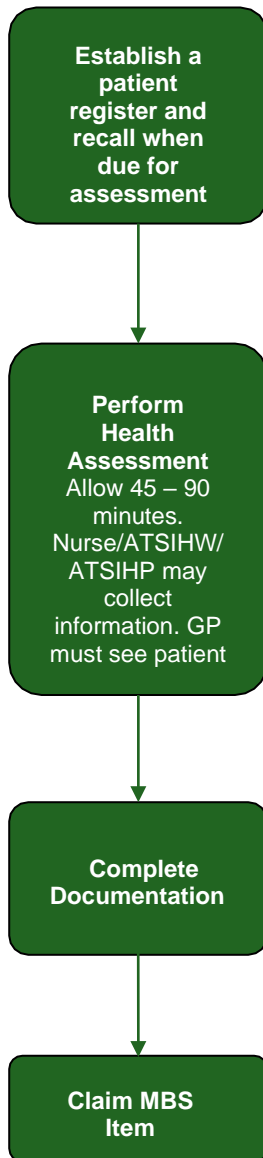 Establish a
patient
register and
recall when
due for
assessment
Perform
Health
Assessment
Allow 45 – 90
minutes.
Nurse/ATSIHW/
ATSIHP may
collect
information. GP
must see patient
Complete
Documentation
Claim MBS
Item